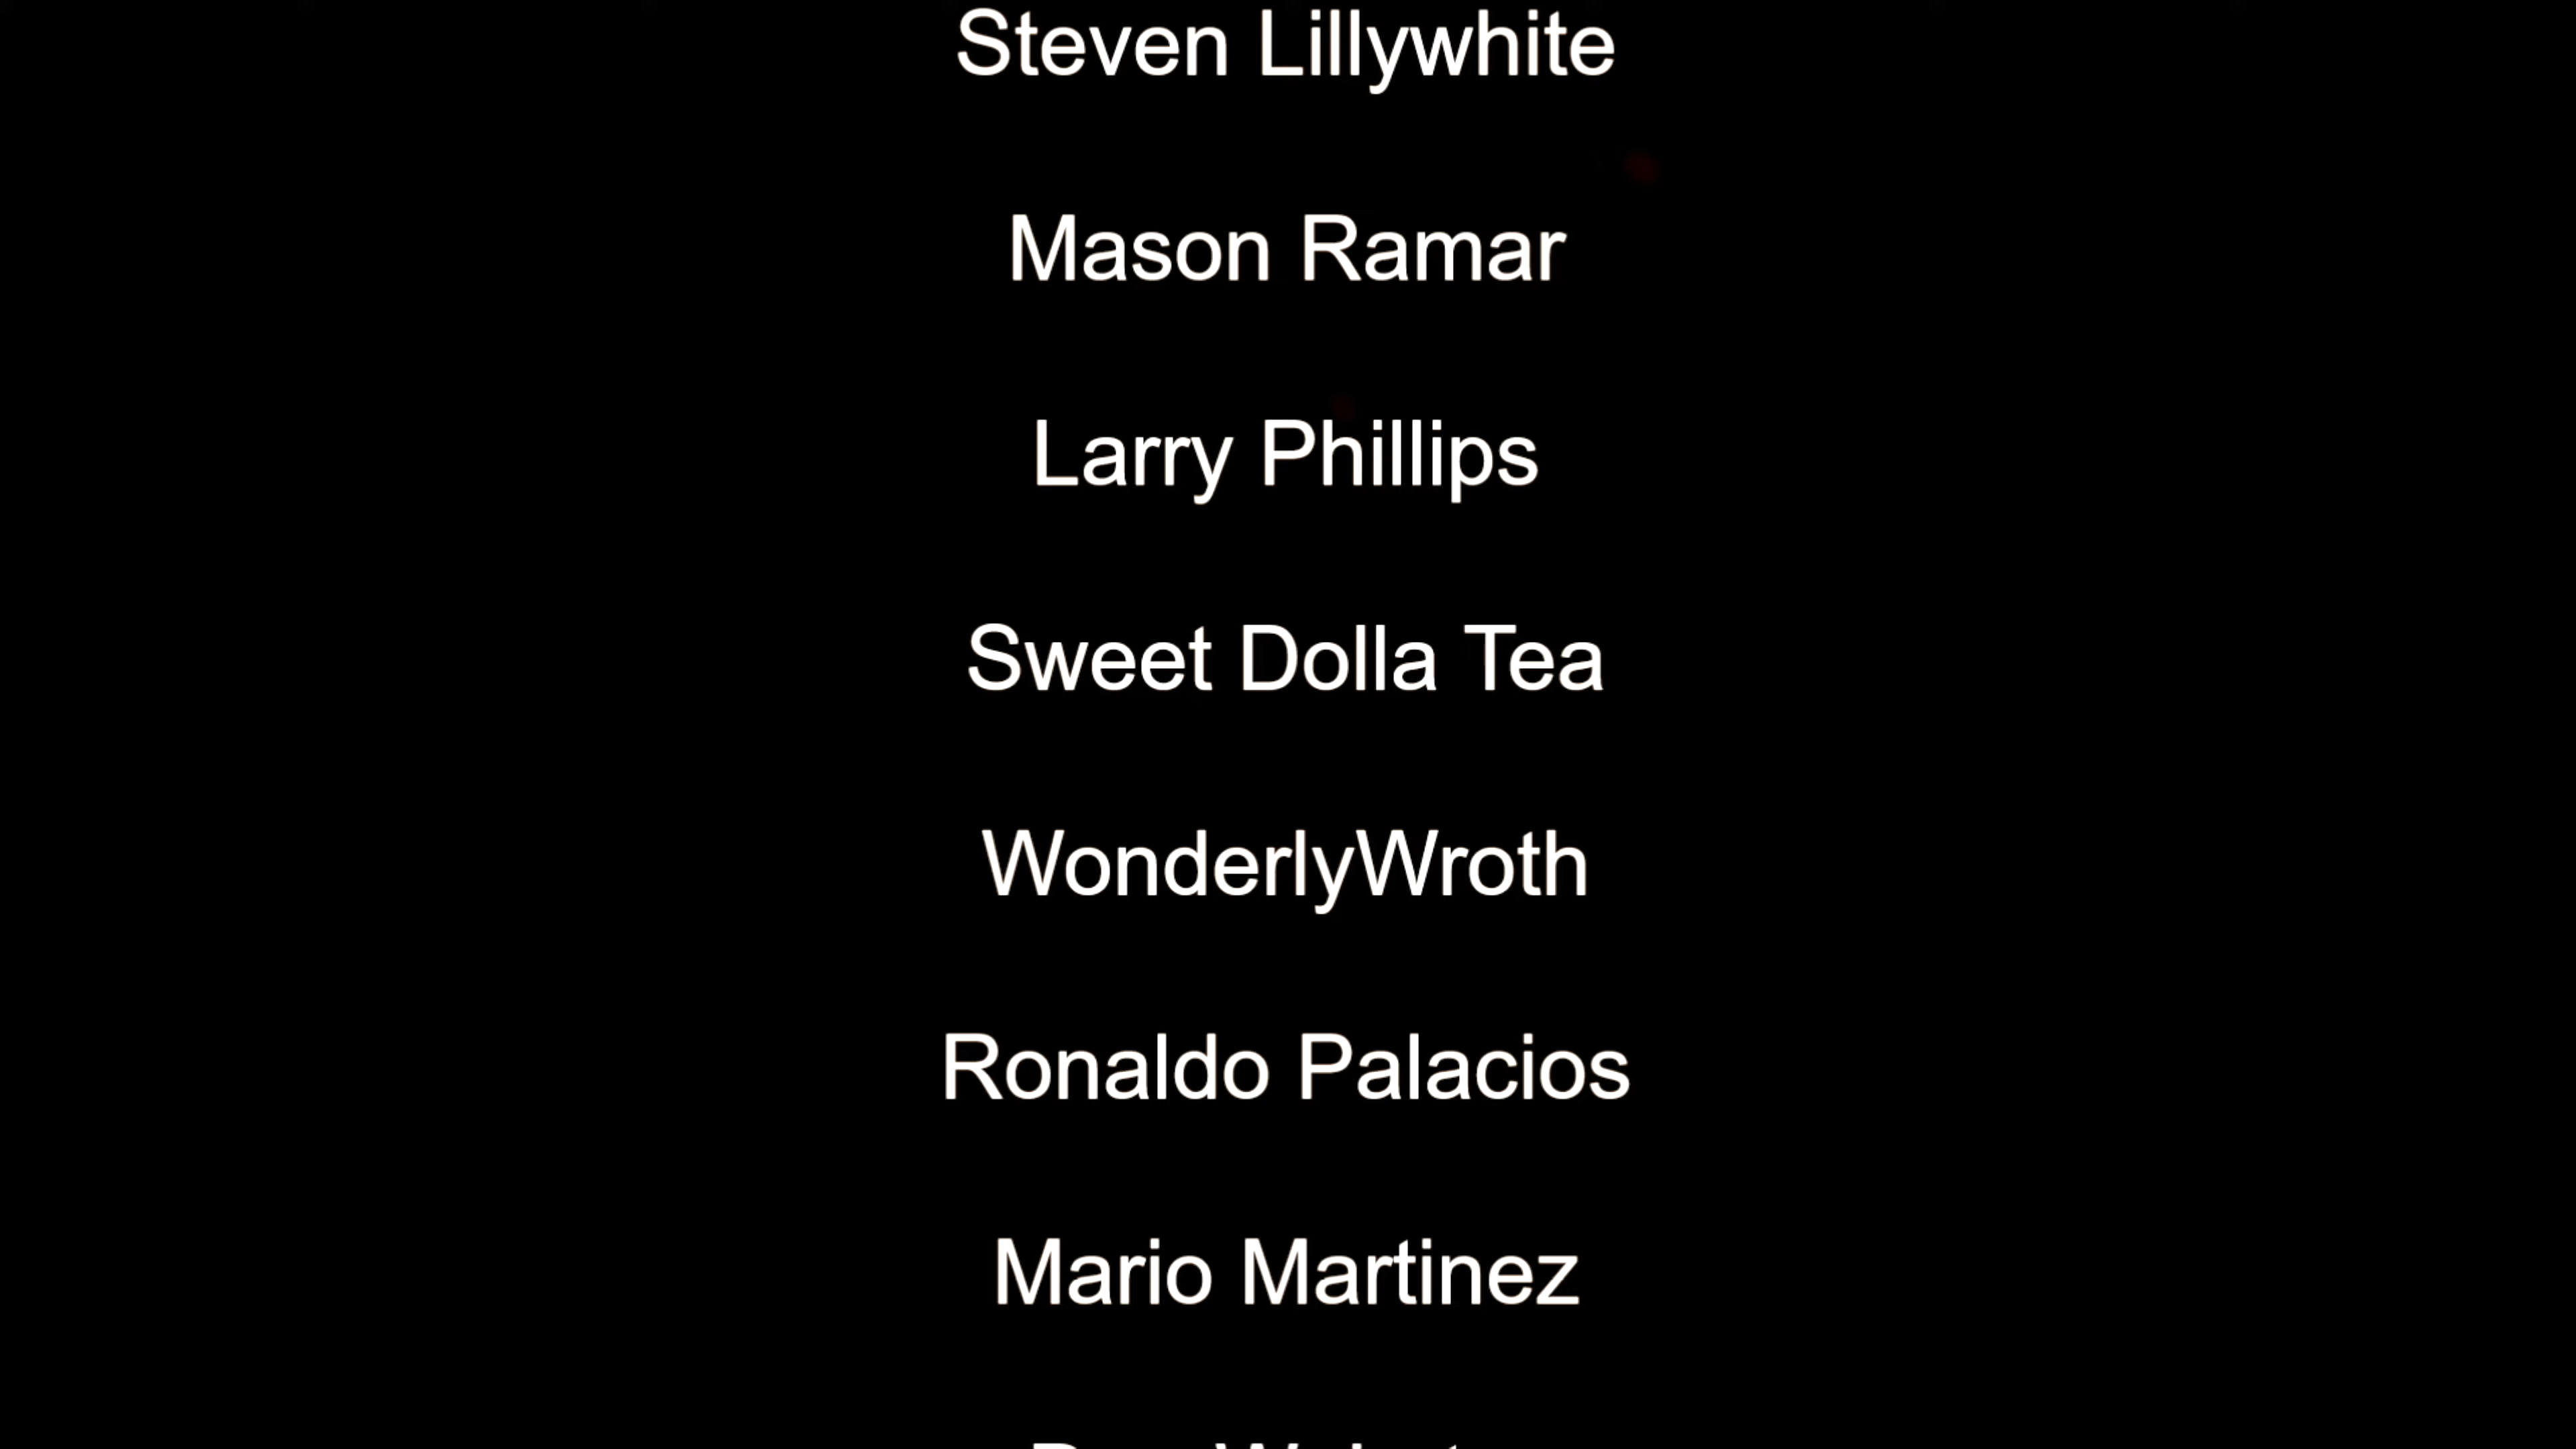 Steven Lillywhite
Mason Ramar
Larry Phillips
Sweet Dolla Tea
WonderlyWroth
Ronaldo Palacios
Mario Martinez